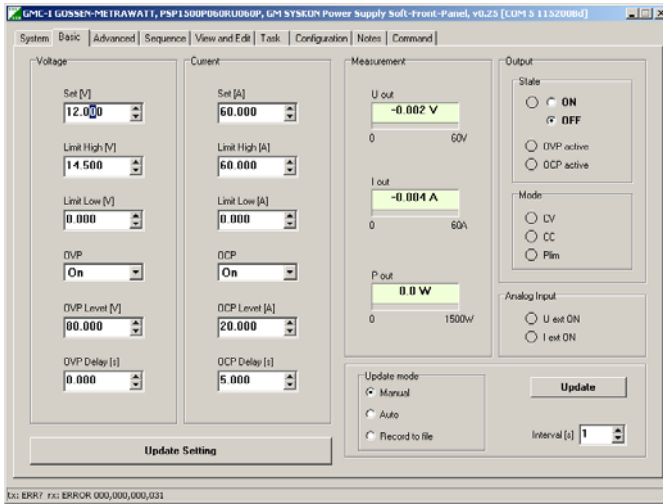 GMC-I GOSSEN-METRAWATT, PSP1500P060RU060P, GM SYSKON Power Supply Soft-Front-Panel, v0.25 [COM 5 115200Bd]
System Basic Advanced Sequence View and Edit Task Configuration Notes Command
Voltage
Set [V]
12.000
Limit High [V]
14.500
Limit Low [V]
0.000
OVP
On
OVP Level [V]
80.000
OVP Delay [s]
0.000
Current
Set [A]
60.000
Limit High [A]
60.000
Limit Low [A]
0.000
OCP
On
OCP Level [A]
20.000
OCP Delay [s]
5.000
Update Setting
Measurement
U out
-0.002 V
0 60V
I out
-0.004 A
0 60A
P out
0.0 W
0 1500W
Output
State
ON
OFF
OVP active
OCP active
Mode
CV
CC
Plim
Analog Input
U ext ON
I ext ON
Update mode
Manual
Auto
Record to file
Update
Interval [s] 1
tx: ERR? rx: ERROR 000,000,000,031